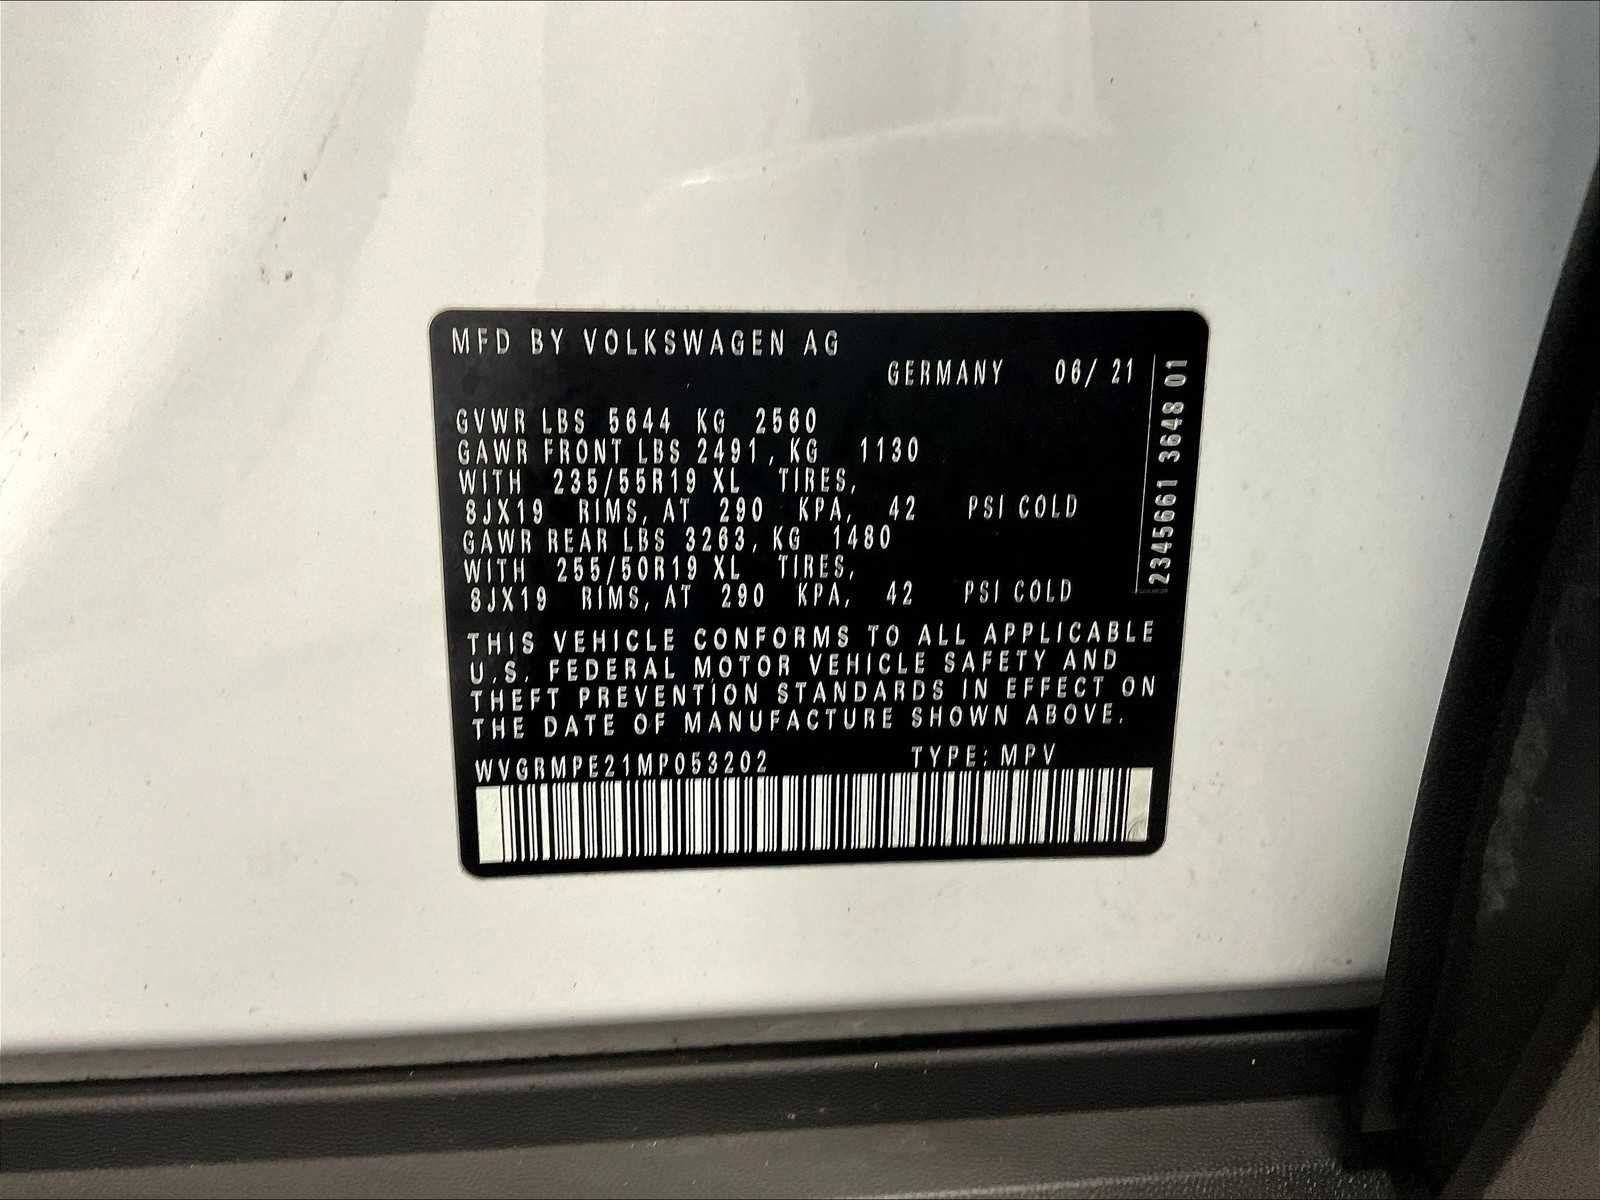 MFD BY VOLKSWAGEN AG
GERMANY 06/ 21
GVWR LBS 5644 KG 2560
GAWR FRONT LBS 2491, KG 1130
WITH 235/55R19 XL TIRES,
8JX19 RIMS, AT 290 KPA, 42 PSI COLD
GAWR REAR LBS 3263, KG 1480
WITH 255/50R19 XL TIRES,
8JX19 RIMS, AT 290 KPA, 42 PSI COLD
THIS VEHICLE CONFORMS TO ALL APPLICABLE
U.S. FEDERAL MOTOR VEHICLE SAFETY AND
THEFT PREVENTION STANDARDS IN EFFECT ON
THE DATE OF MANUFACTURE SHOWN ABOVE.
WVGRMPE21MP053202 TYPE: MPV
2345661 3648 01